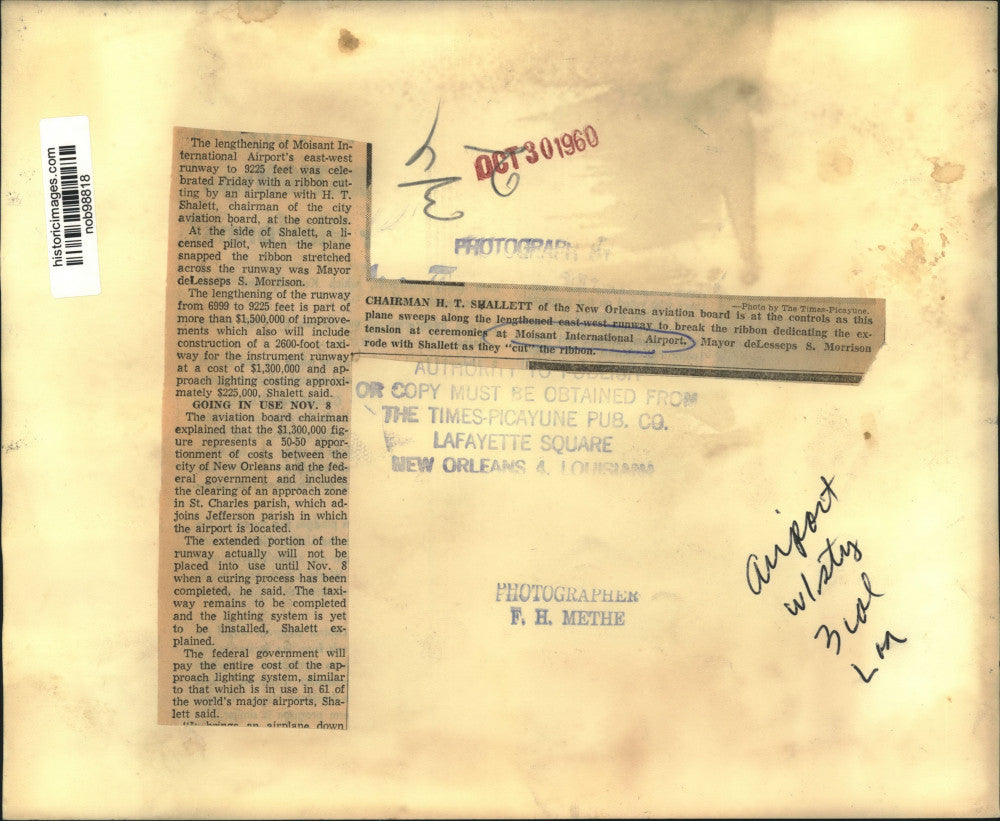 historicimages.com
nob98818
The lengthening of Moisant In-
ternational Airport's east-west
runway to 9225 feet was cele-
brated Friday with a ribbon cut-
ting by an airplane with H. T.
Shalett, chairman of the city
aviation board, at the controls.
At the side of Shalett, a li-
censed pilot, when the plane
snapped the ribbon stretched
across the runway was Mayor
deLesseps S. Morrison.
The lengthening of the runway
from 6999 to 9225 feet is part of
more than $1,500,000 of improve-
ments which also will include
construction of a 2600-foot taxi-
way for the instrument runway
at a cost of $1,300,000 and ap-
proach lighting costing approxi-
mately $225,000, Shalett said.
GOING IN USE NOV. 8
The aviation board chairman
explained that the $1,300,000 fig-
ure represents a 50-50 appor-
tionment of costs between the
city of New Orleans and the fed-
eral government and includes
the clearing of an approach zone
in St. Charles parish, which ad-
joins Jefferson parish in which
the airport is located.
The extended portion of the
runway actually will not be
placed into use until Nov. 8
when a curing process has been
completed, he said. The taxi-
way remains to be completed
and the lighting system is yet
to be installed, Shalett ex-
plained.
The federal government will
pay the entire cost of the ap-
proach lighting system, similar
to that which is in use in 61 of
the world's major airports, Sha-
lett said.
"It brings an airplane down
OCT 30 1960
PHOTOGRAPH BY
—Photo by The Times-Picayune.
CHAIRMAN H. T. SHALLETT of the New Orleans aviation board is at the controls as this
plane sweeps along the lengthened east-west runway to break the ribbon dedicating the ex-
tension at ceremonies at Moisant International Airport. Mayor deLesseps S. Morrison
rode with Shallett as they "cut" the ribbon.
AUTHORITY TO PUBLISH
OR COPY MUST BE OBTAINED FROM
THE TIMES-PICAYUNE PUB. CO.
LAFAYETTE SQUARE
NEW ORLEANS 4, LOUISIANA
PHOTOGRAPHER
F. H. METHE
airport
w/sty
3 col